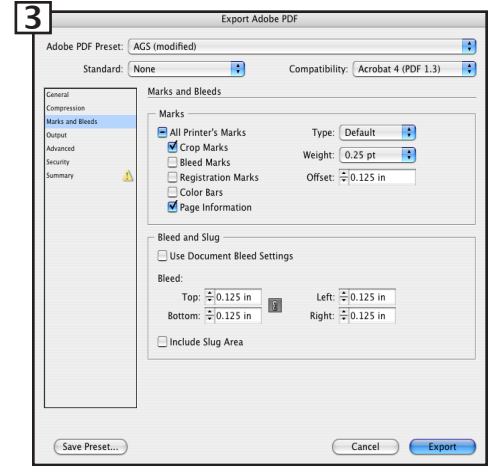 3
Export Adobe PDF
Adobe PDF Preset: AGS (modified)
Standard: None Compatibility: Acrobat 4 (PDF 1.3)
General
Compression
Marks and Bleeds
Output
Advanced
Security
Summary
Marks and Bleeds
Marks
All Printer's Marks Type: Default
Crop Marks Weight: 0.25 pt
Bleed Marks
Registration Marks Offset: 0.125 in
Color Bars
Page Information
Bleed and Slug
Use Document Bleed Settings
Bleed:
Top: 0.125 in Left: 0.125 in
Bottom: 0.125 in Right: 0.125 in
Include Slug Area
Save Preset... Cancel Export